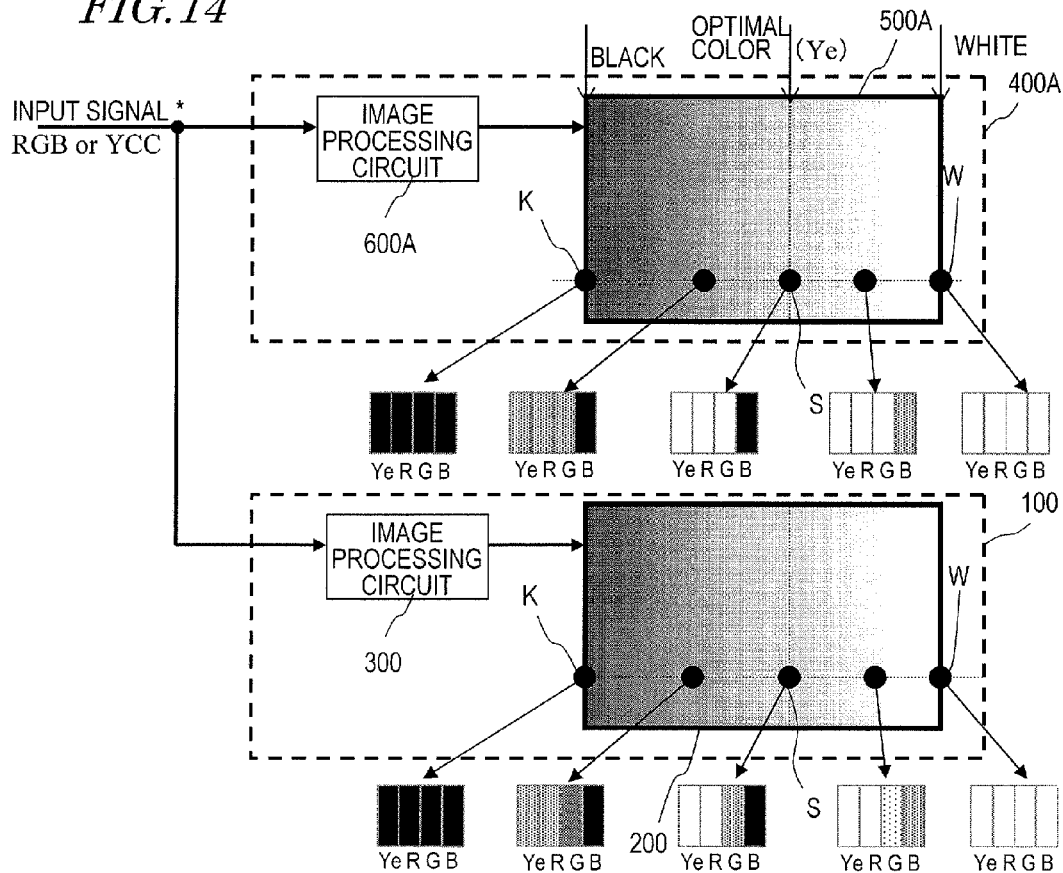 FIG.14
BLACK
OPTIMAL
COLOR
(Ye)
500A
WHITE
400A
INPUT SIGNAL *
RGB or YCC
IMAGE
PROCESSING
CIRCUIT
600A
K
W
S
Ye R G B
Ye R G B
Ye R G B
Ye R G B
Ye R G B
IMAGE
PROCESSING
CIRCUIT
300
100
K
W
S
200
Ye R G B
Ye R G B
Ye R G B
Ye R G B
Ye R G B